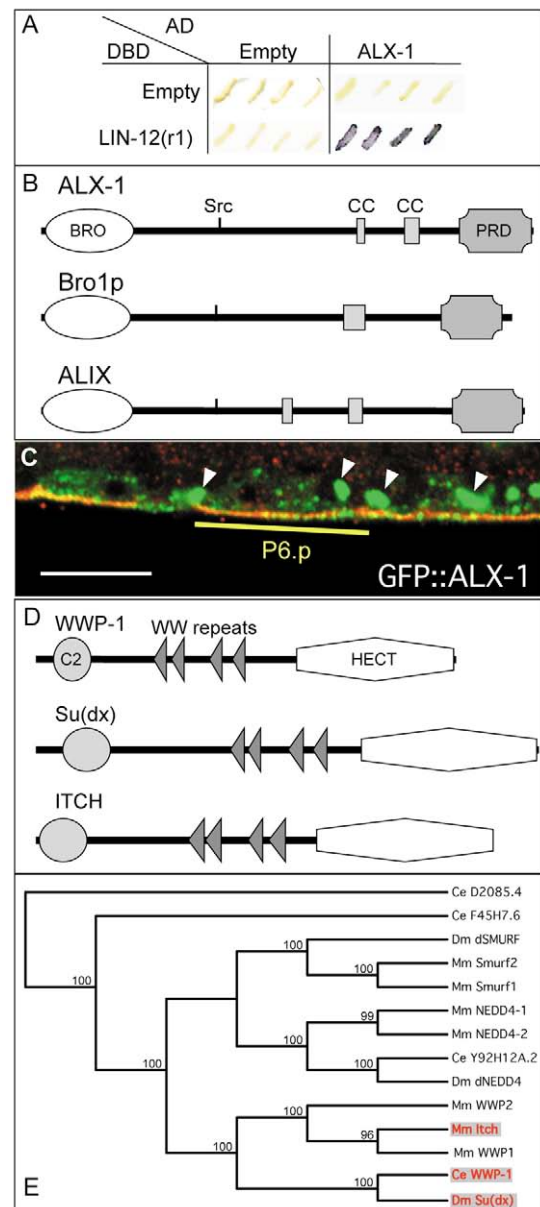 A
AD
DBD
Empty
ALX-1
Empty
LIN-12(r1)
B
ALX-1
Src
CC
CC
BRO
PRD
Bro1p
ALIX
C
P6.p
GFP::ALX-1
D
WWP-1
WW repeats
C2
HECT
Su(dx)
ITCH
Ce D2085.4
Ce F45H7.6
100
Dm dSMURF
100
Mm Smurf2
100
Mm Smurf1
Mm NEDD4-1
99
Mm NEDD4-2
100
Ce Y92H12A.2
100
Dm dNEDD4
100
Mm WWP2
100
Mm Itch
96
Mm WWP1
Ce WWP-1
100
Dm Su(dx)
E